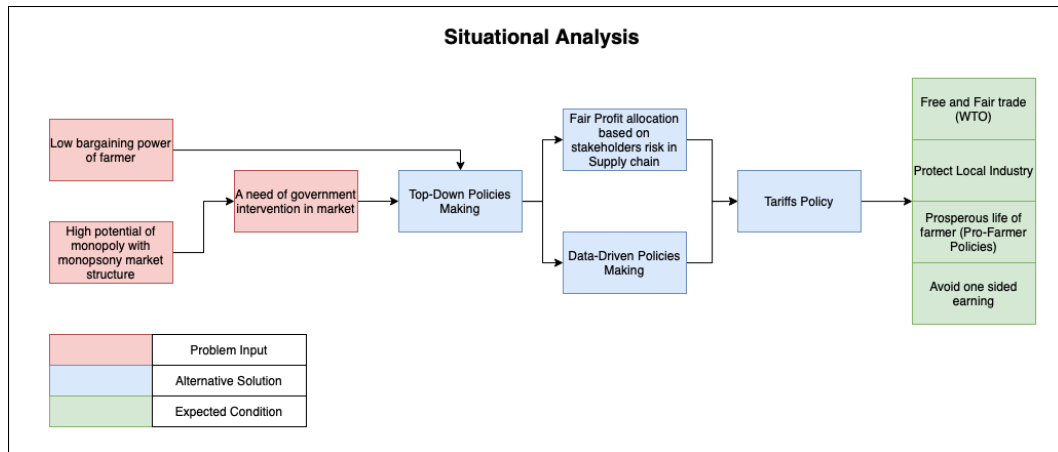 Situational Analysis
Low bargaining power
of farmer
High potential of
monopoly with
monopsony market
structure
A need of government
intervention in market
Top-Down Policies
Making
Fair Profit allocation
based on
stakeholders risk in
Supply chain
Data-Driven Policies
Making
Tariffs Policy
Free and Fair trade
(WTO)
Protect Local Industry
Prosperous life of
farmer (Pro-Farmer
Policies)
Avoid one sided
earning
Problem Input
Alternative Solution
Expected Condition